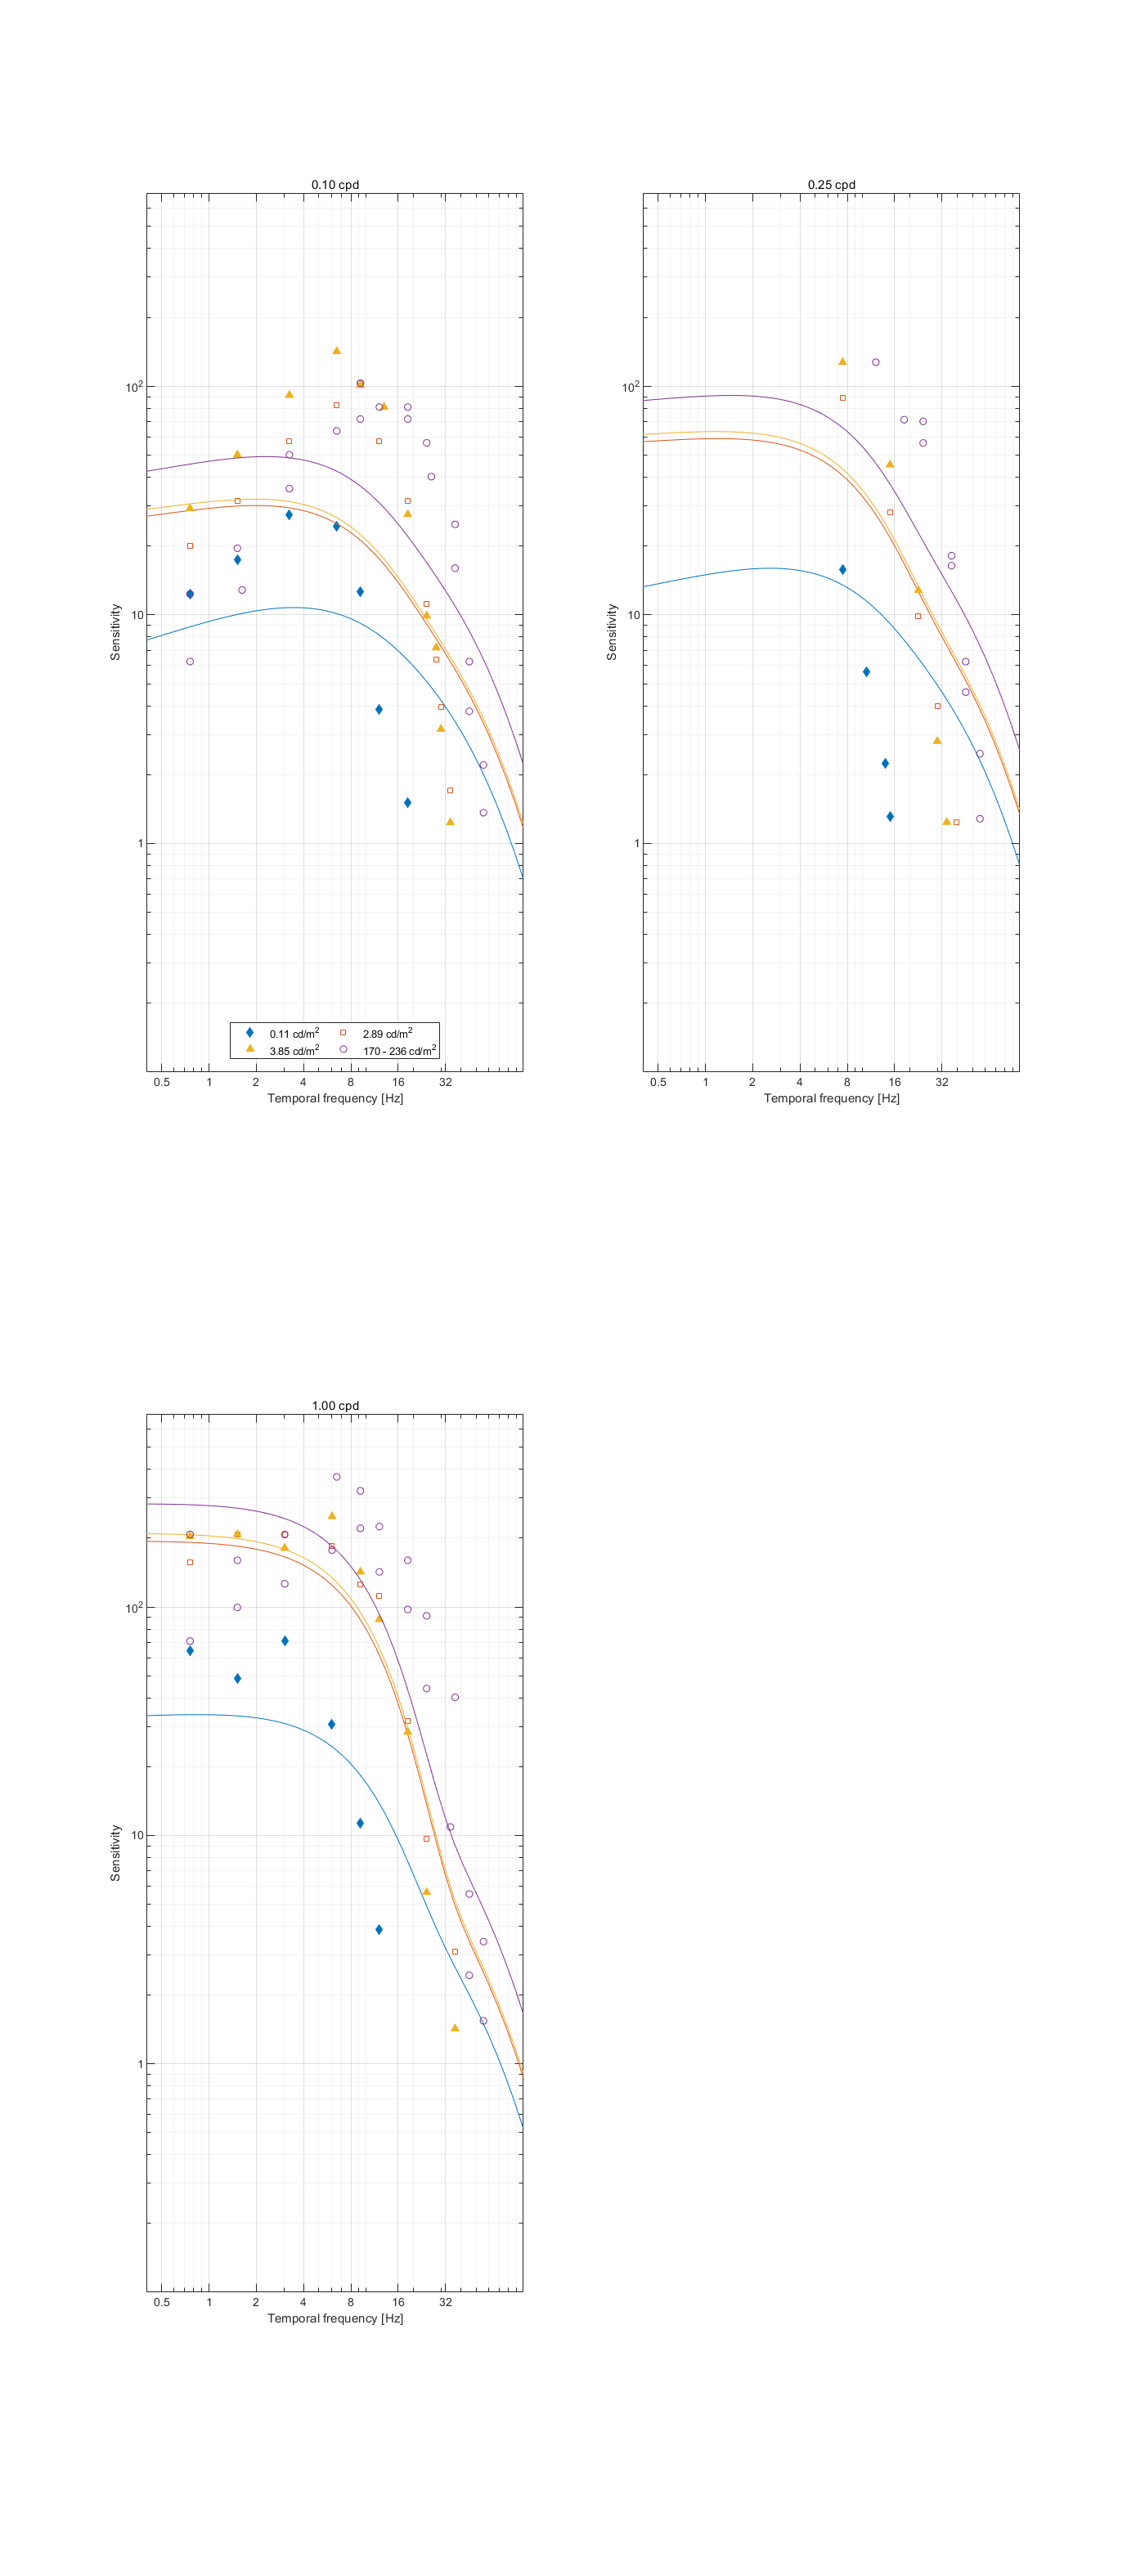 0.10 cpd
10²
10
1
Sensitivity
0.11 cd/m² 2.89 cd/m²
3.85 cd/m² 170 - 236 cd/m²
0.5 1 2 4 8 16 32
Temporal frequency [Hz]
0.25 cpd
10²
10
1
Sensitivity
0.5 1 2 4 8 16 32
Temporal frequency [Hz]
1.00 cpd
10²
10
1
Sensitivity
0.5 1 2 4 8 16 32
Temporal frequency [Hz]